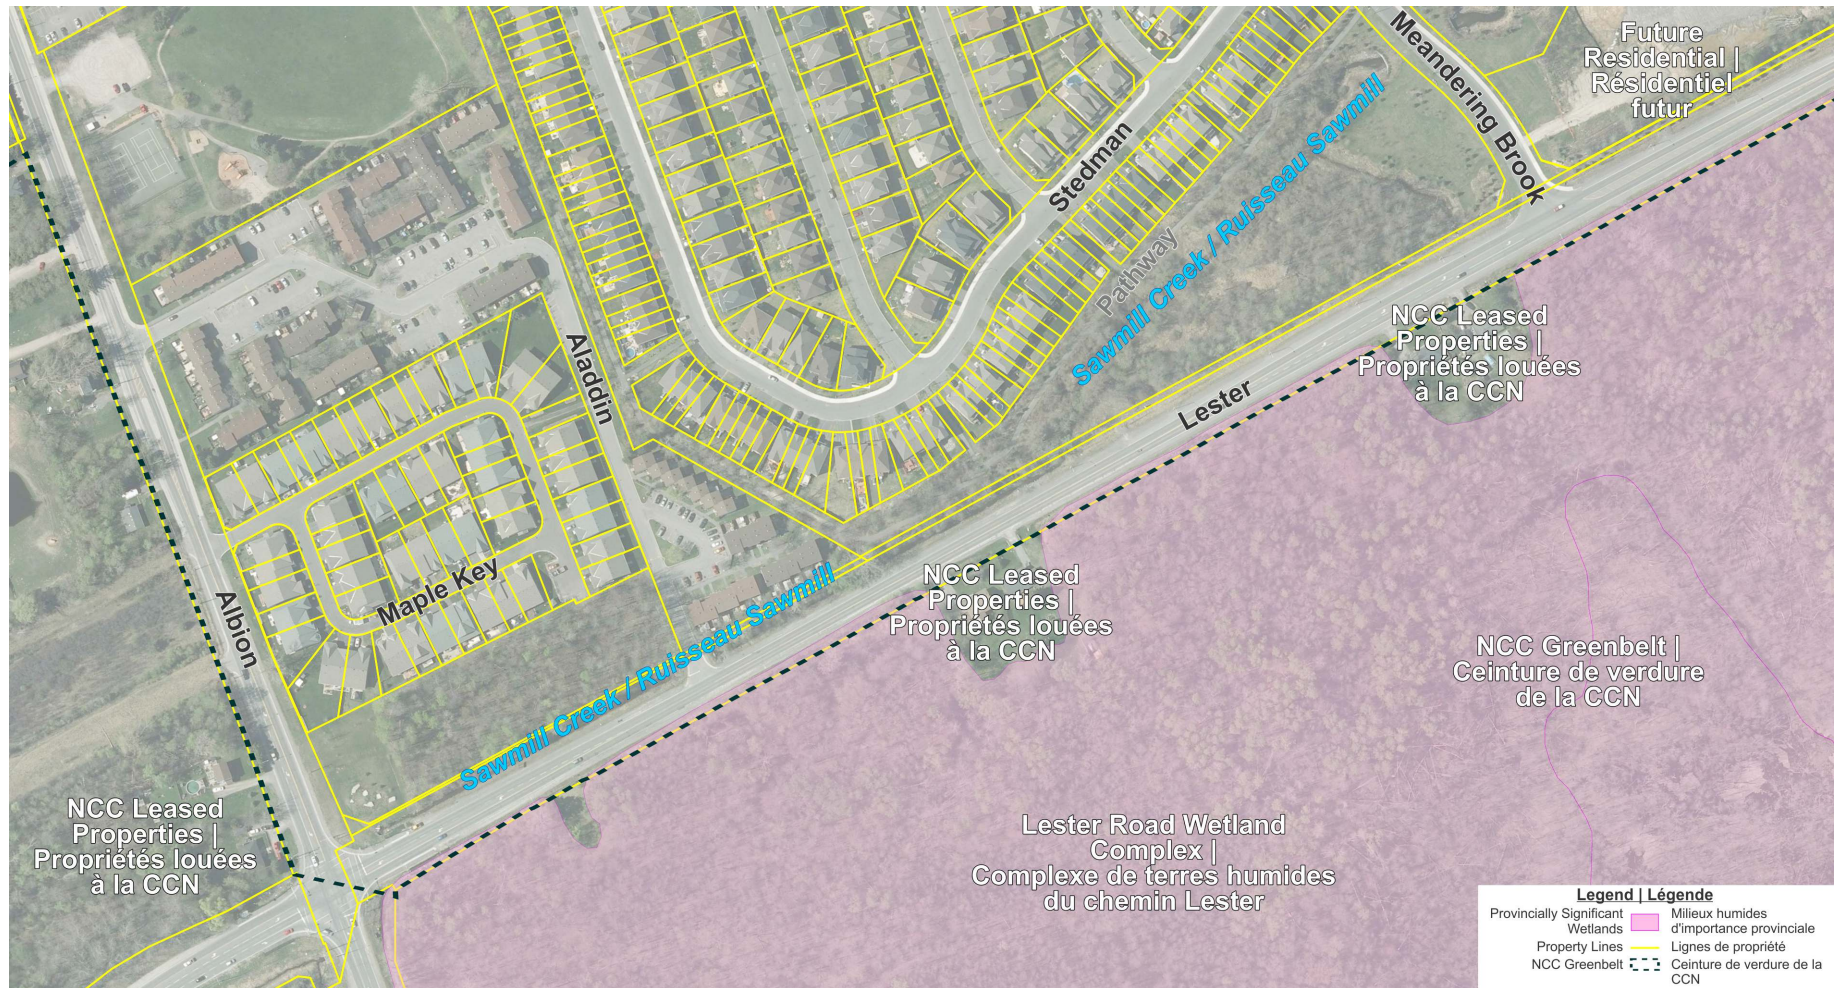 Future
Residential |
Résidentiel
futur
Meandering Brook
Stedman
Pathway
Sawmill Creek / Ruisseau Sawmill
Aladdin
Lester
NCC Leased
Properties |
Propriétés louées
à la CCN
Maple Key
Albion
Sawmill Creek / Ruisseau Sawmill
NCC Leased
Properties |
Propriétés louées
à la CCN
NCC Greenbelt |
Ceinture de verdure
de la CCN
NCC Leased
Properties |
Propriétés louées
à la CCN
Lester Road Wetland
Complex |
Complexe de terres humides
du chemin Lester
Legend | Légende
Provincially Significant
Wetlands
Milieux humides
d'importance provinciale
Property Lines
Lignes de propriété
NCC Greenbelt
Ceinture de verdure de la
CCN